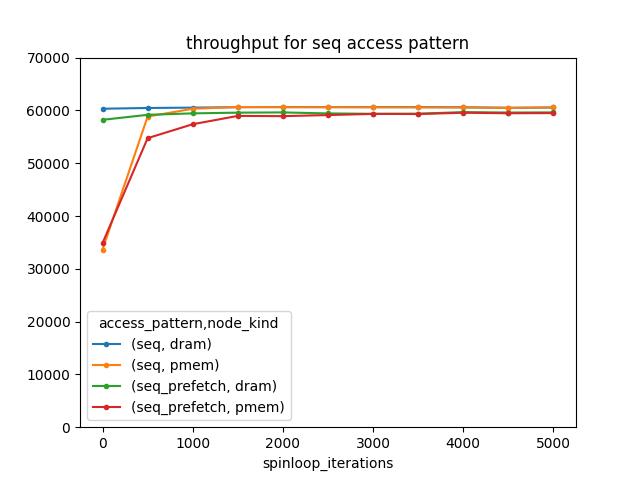 throughput for seq access pattern
70000
60000
50000
40000
30000
20000
10000
0
access_pattern,node_kind
(seq, dram)
(seq, pmem)
(seq_prefetch, dram)
(seq_prefetch, pmem)
0 1000 2000 3000 4000 5000
spinloop_iterations